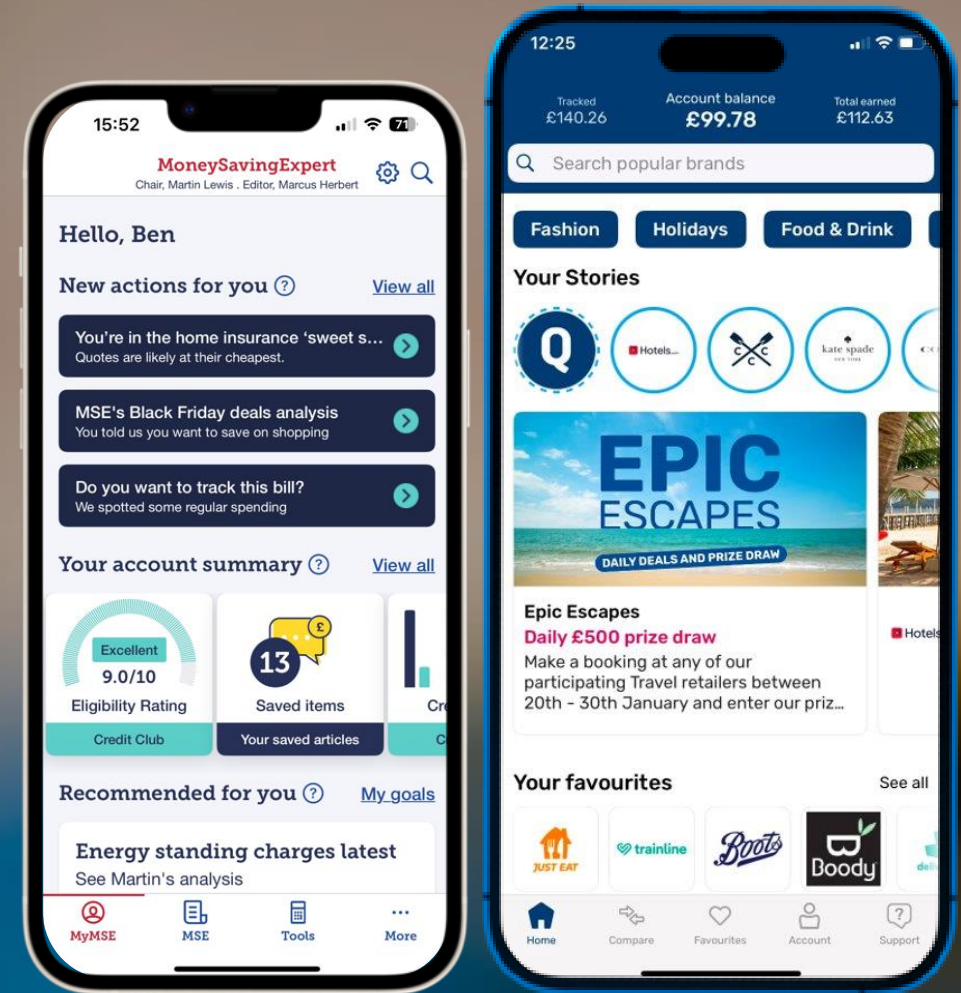 15:52
71
MoneySavingExpert
Chair, Martin Lewis . Editor, Marcus Herbert
Hello, Ben
New actions for you ?
View all
You're in the home insurance 'sweet s...
Quotes are likely at their cheapest.
MSE's Black Friday deals analysis
You told us you want to save on shopping
Do you want to track this bill?
We spotted some regular spending
Your account summary ?
View all
Excellent
9.0/10
Eligibility Rating
Credit Club
£
13
Saved items
Your saved articles
Cr
C
Recommended for you ?
My goals
Energy standing charges latest
See Martin's analysis
MyMSE
MSE
Tools
More
12:25
Tracked
£140.26
Account balance
£99.78
Total earned
£112.63
Search popular brands
Fashion
Holidays
Food & Drink
Your Stories
Q
Hotels...
CCC
kate spade
NEW YORK
EPIC
ESCAPES
DAILY DEALS AND PRIZE DRAW
Epic Escapes
Daily £500 prize draw
Make a booking at any of our
participating Travel retailers between
20th - 30th January and enter our priz...
Hotels
Your favourites
See all
JUST EAT
trainline
Boots
Boody
deli
Home
Compare
Favourites
Account
?
Support